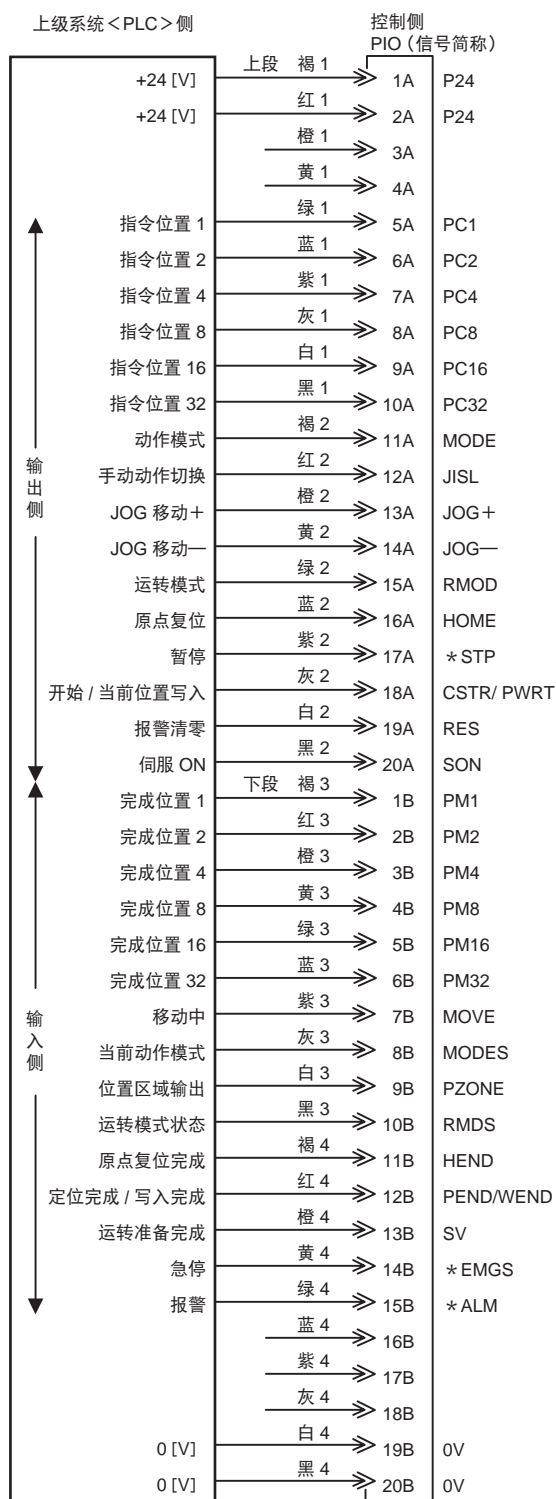 上级系统＜PLC＞侧
控制侧
PIO（信号简称）
+24 [V] 上段 褐 1 1A P24
+24 [V] 红 1 2A P24
橙 1 3A
黄 1 4A
指令位置 1 绿 1 5A PC1
指令位置 2 蓝 1 6A PC2
指令位置 4 紫 1 7A PC4
指令位置 8 灰 1 8A PC8
指令位置 16 白 1 9A PC16
指令位置 32 黑 1 10A PC32
动作模式 褐 2 11A MODE
输出侧
手动动作切换 红 2 12A JISL
JOG 移动＋ 橙 2 13A JOG＋
JOG 移动— 黄 2 14A JOG—
运转模式 绿 2 15A RMOD
原点复位 蓝 2 16A HOME
暂停 紫 2 17A ＊STP
开始 / 当前位置写入 灰 2 18A CSTR/ PWRT
报警清零 白 2 19A RES
伺服 ON 黑 2 20A SON
完成位置 1 下段 褐 3 1B PM1
完成位置 2 红 3 2B PM2
完成位置 4 橙 3 3B PM4
完成位置 8 黄 3 4B PM8
完成位置 16 绿 3 5B PM16
完成位置 32 蓝 3 6B PM32
移动中 紫 3 7B MOVE
输入侧
当前动作模式 灰 3 8B MODES
位置区域输出 白 3 9B PZONE
运转模式状态 黑 3 10B RMDS
原点复位完成 褐 4 11B HEND
定位完成 / 写入完成 红 4 12B PEND/WEND
运转准备完成 橙 4 13B SV
急停 黄 4 14B ＊EMGS
报警 绿 4 15B ＊ALM
蓝 4 16B
紫 4 17B
灰 4 18B
0 [V] 白 4 19B 0V
0 [V] 黑 4 20B 0V